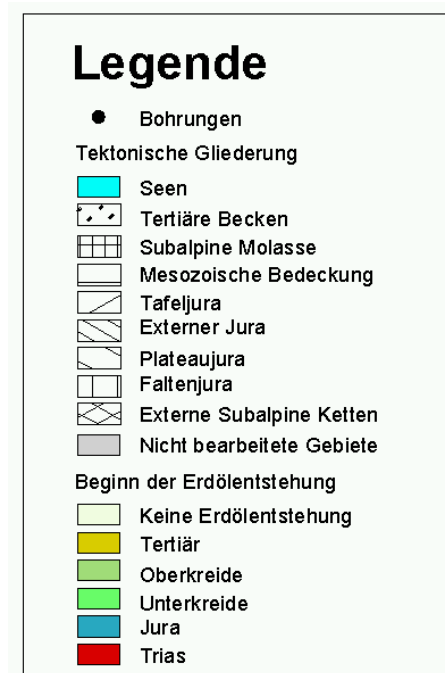 Legende
Bohrungen
Tektonische Gliederung
Seen
Tertiäre Becken
Subalpine Molasse
Mesozoische Bedeckung
Tafeljura
Externer Jura
Plateaujura
Faltenjura
Externe Subalpine Ketten
Nicht bearbeitete Gebiete
Beginn der Erdölentstehung
Keine Erdölentstehung
Tertiär
Oberkreide
Unterkreide
Jura
Trias